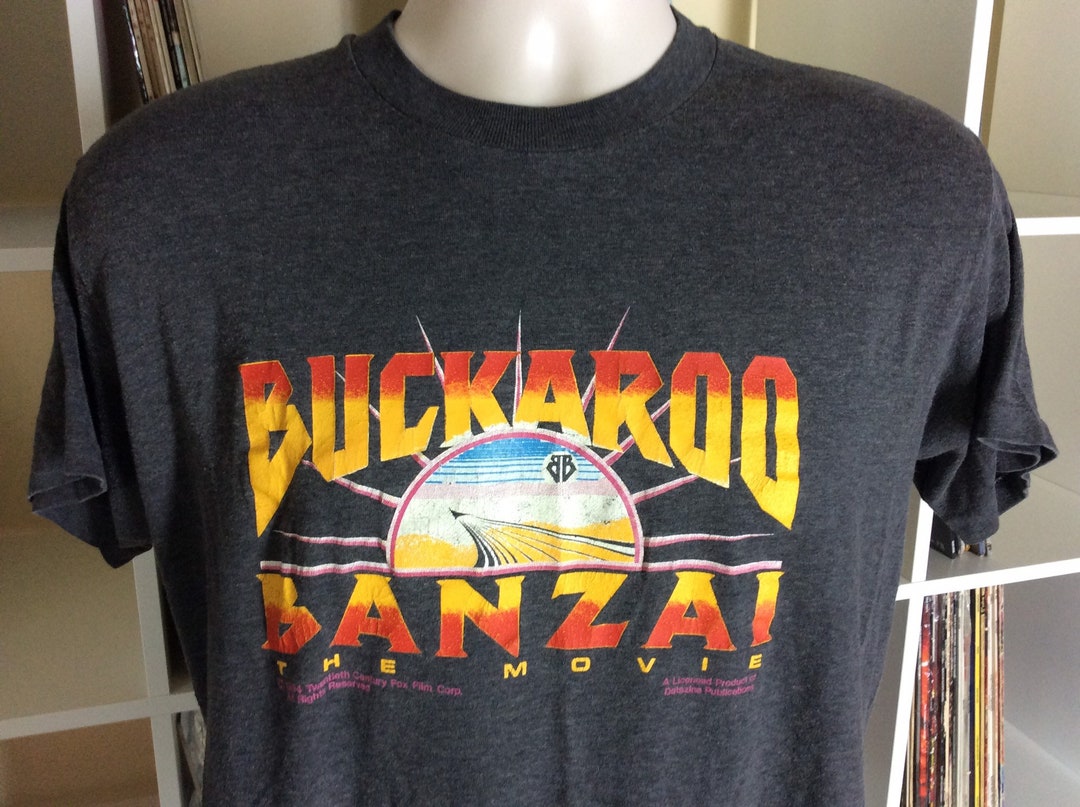 BUCKAROO
BB
BANZAI
THE MOVIE
Twentieth Century Fox Film Corp.
All Rights Reserved
A Licensed Product of
Datazine Publications